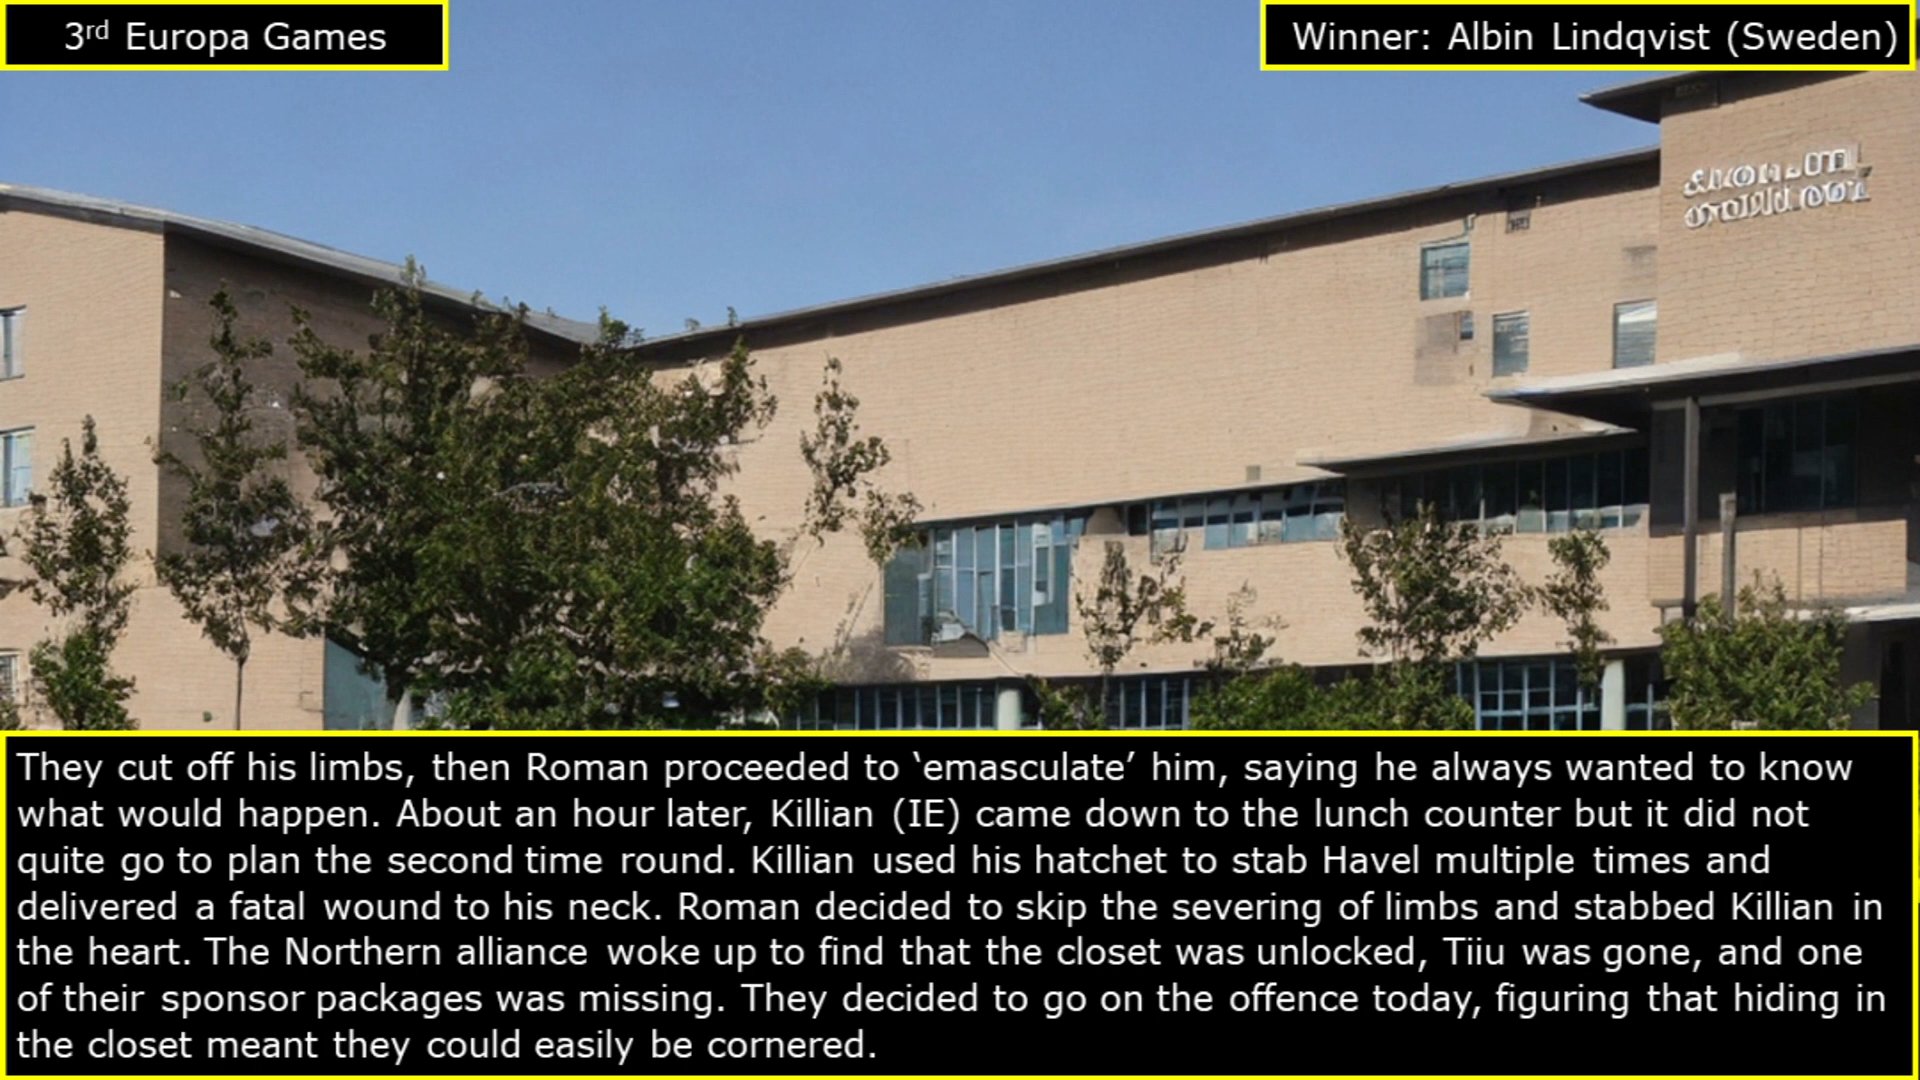 3rd Europa Games
Winner: Albin Lindqvist (Sweden)
They cut off his limbs, then Roman proceeded to ‘emasculate’ him, saying he always wanted to know
what would happen. About an hour later, Killian (IE) came down to the lunch counter but it did not
quite go to plan the second time round. Killian used his hatchet to stab Havel multiple times and
delivered a fatal wound to his neck. Roman decided to skip the severing of limbs and stabbed Killian in
the heart. The Northern alliance woke up to find that the closet was unlocked, Tiiu was gone, and one
of their sponsor packages was missing. They decided to go on the offence today, figuring that hiding in
the closet meant they could easily be cornered.